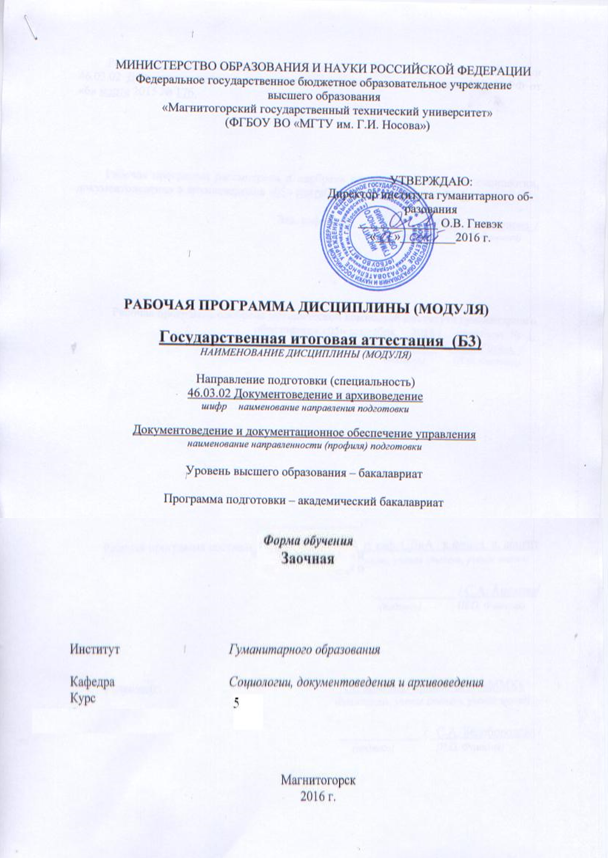 МИНИСТЕРСТВО ОБРАЗОВАНИЯ И НАУКИ РОССИЙСКОЙ ФЕДЕРАЦИИ
Федеральное государственное бюджетное образовательное учреждение
высшего образования
«Магнитогорский государственный технический университет»
(ФГБОУ ВО «МГТУ им. Г.И. Носова»)
УТВЕРЖДАЮ:
Директор института гуманитарного об-
разования
О.В. Гневэк
2016 г.
РАБОЧАЯ ПРОГРАММА ДИСЦИПЛИНЫ (МОДУЛЯ)
Государственная итоговая аттестация (Б3)
НАИМЕНОВАНИЕ ДИСЦИПЛИНЫ (МОДУЛЯ)
Направление подготовки (специальность)
46.03.02 Документоведение и архивоведение
шифр наименование направления подготовки
Документоведение и документационное обеспечение управления
наименование направленности (профиля) подготовки
Уровень высшего образования – бакалавриат
Программа подготовки – академический бакалавриат
Форма обучения
Заочная
Институт Гуманитарного образования
Кафедра Социологии, документоведения и архивоведения
Курс 5
Магнитогорск
2016 г.